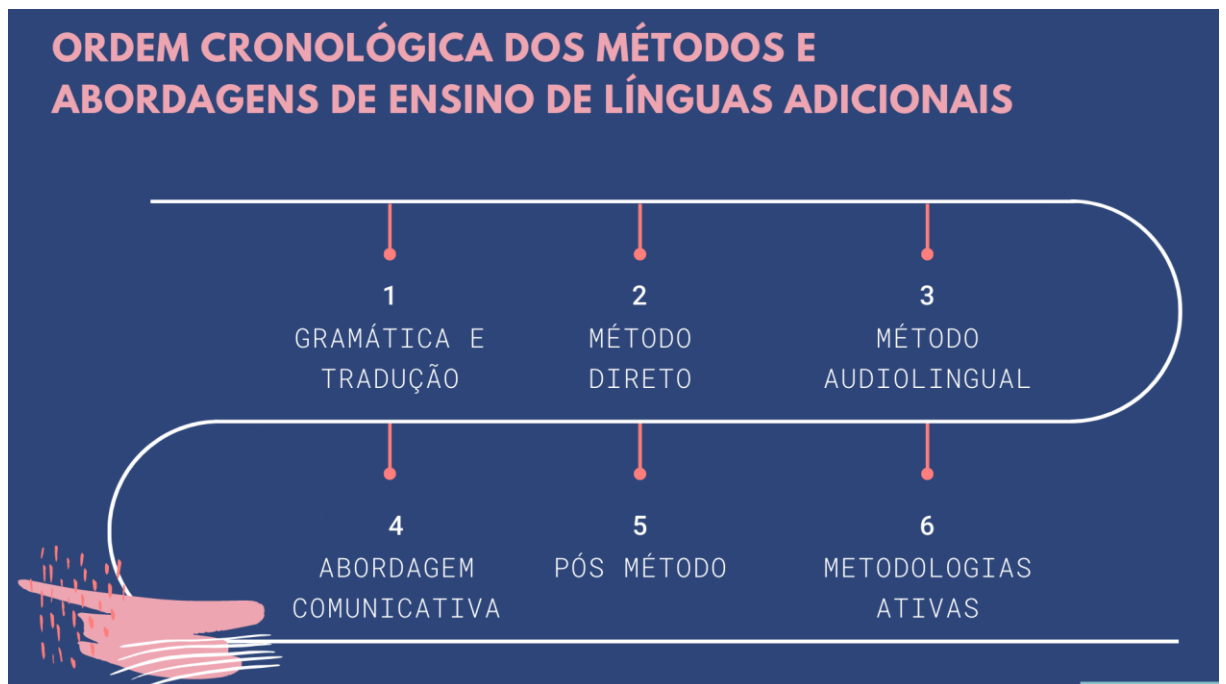 ORDEM CRONOLÓGICA DOS MÉTODOS E
ABORDAGENS DE ENSINO DE LÍNGUAS ADICIONAIS
1
GRAMÁTICA E
TRADUÇÃO
2
MÉTODO
DIRETO
3
MÉTODO
AUDIOLINGUAL
4
ABORDAGEM
COMUNICATIVA
5
PÓS MÉTODO
6
METODOLOGIAS
ATIVAS